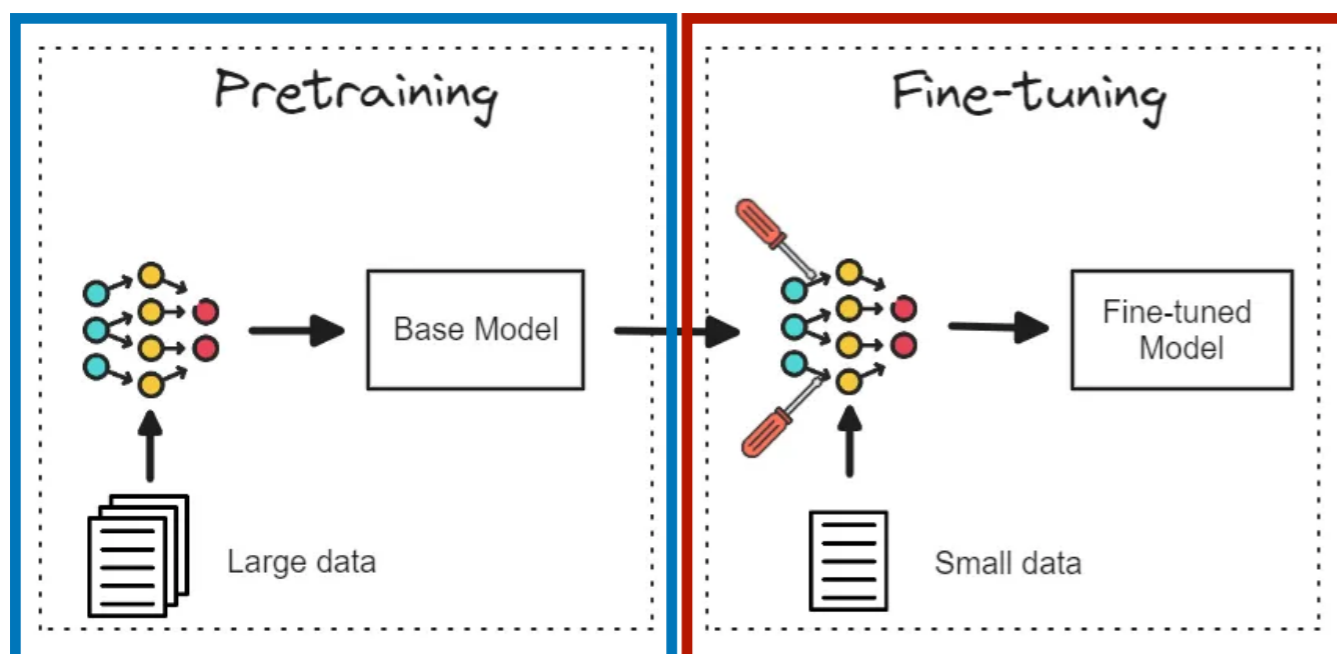 Pretraining
Base Model
Large data
Fine-tuning
Fine-tuned
Model
Small data